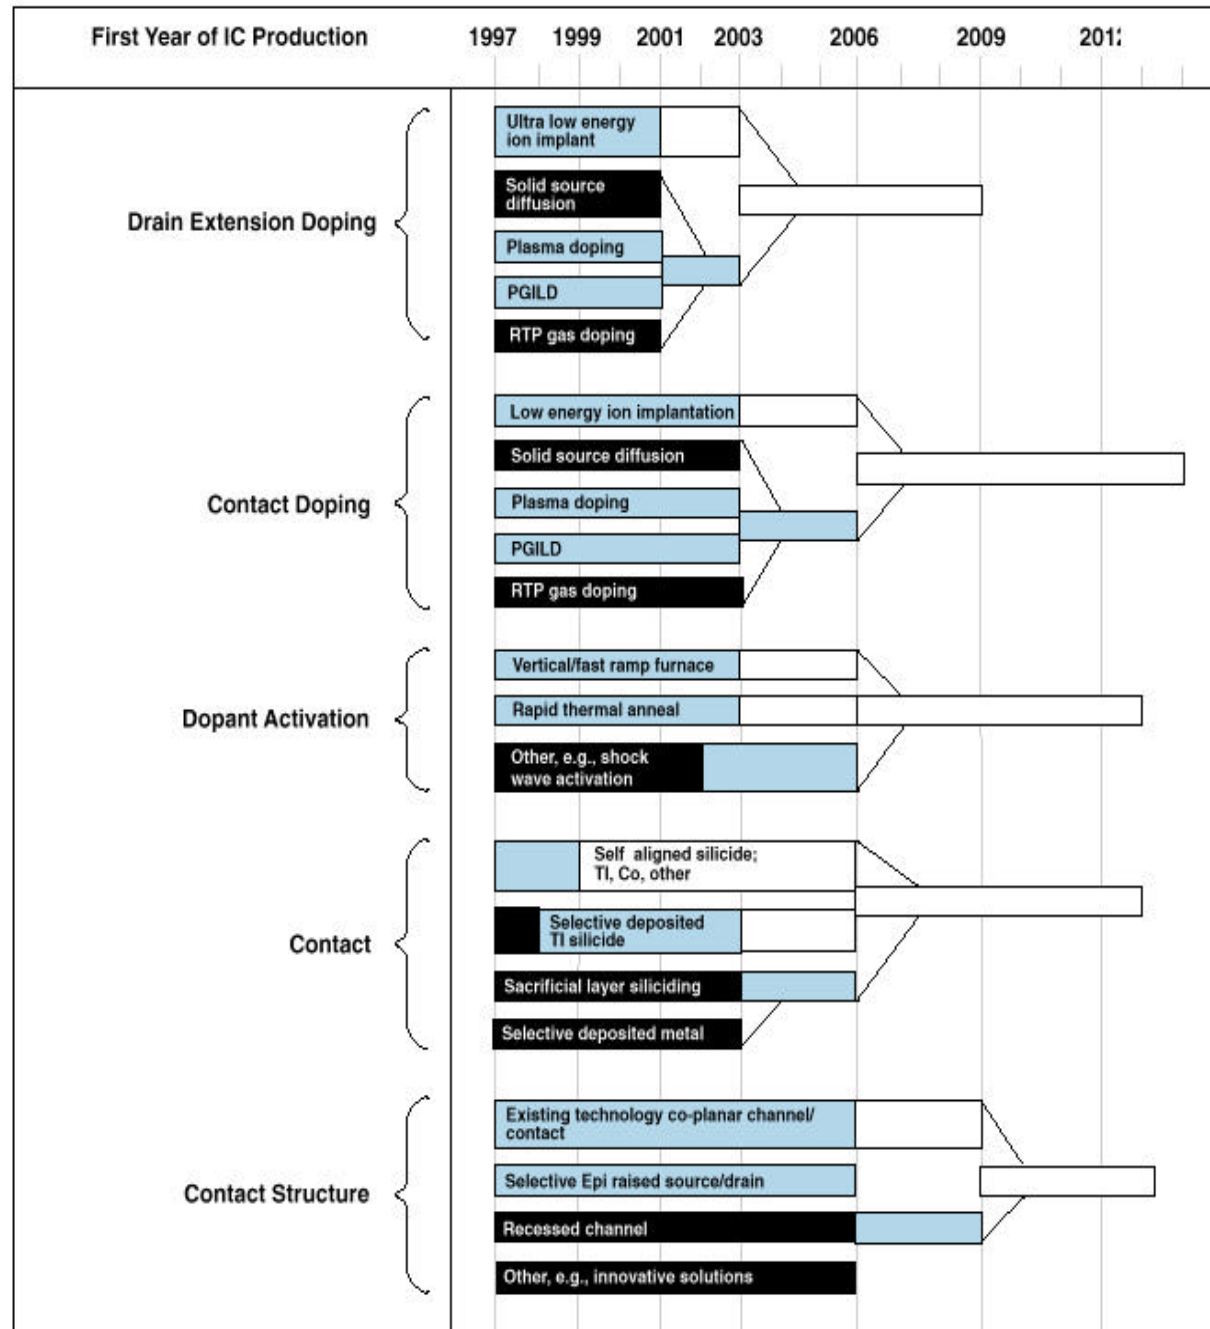 First Year of IC Production 1997 1999 2001 2003 2006 2009 2012
Drain Extension Doping
Ultra low energy
ion implant
Solid source
diffusion
Plasma doping
PGILD
RTP gas doping
Contact Doping
Low energy ion implantation
Solid source diffusion
Plasma doping
PGILD
RTP gas doping
Dopant Activation
Vertical/fast ramp furnace
Rapid thermal anneal
Other, e.g., shock
wave activation
Contact
Self aligned silicide;
TI, Co, other
Selective deposited
TI silicide
Sacrificial layer siliciding
Selective deposited metal
Contact Structure
Existing technology co-planar channel/
contact
Selective Epi raised source/drain
Recessed channel
Other, e.g., innovative solutions